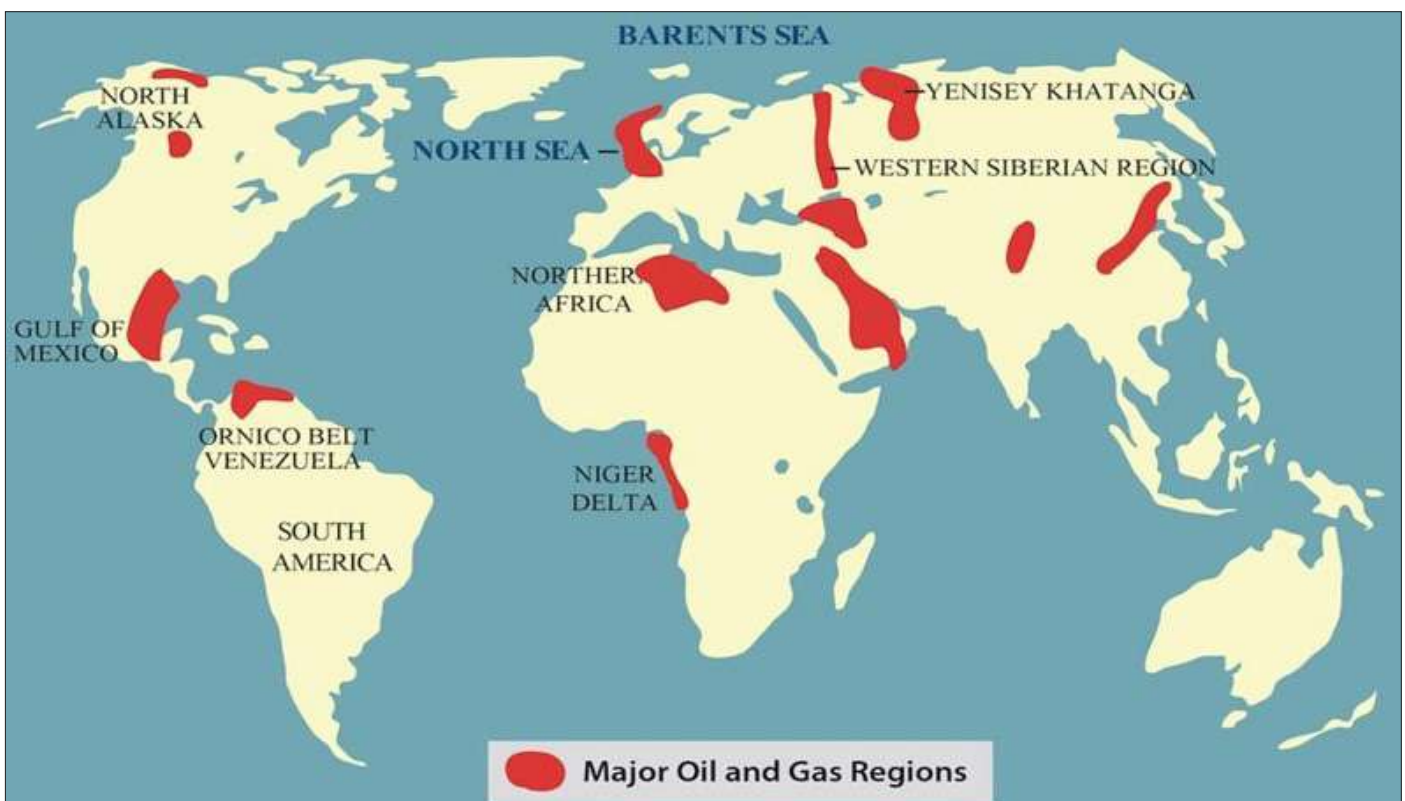 BARENTS SEA
NORTH
ALASKA
YENISEY KHATANGA
NORTH SEA
WESTERN SIBERIAN REGION
NORTHER
AFRICA
GULF OF
MEXICO
ORNICO BELT
VENEZUELA
NIGER
DELTA
SOUTH
AMERICA
Major Oil and Gas Regions